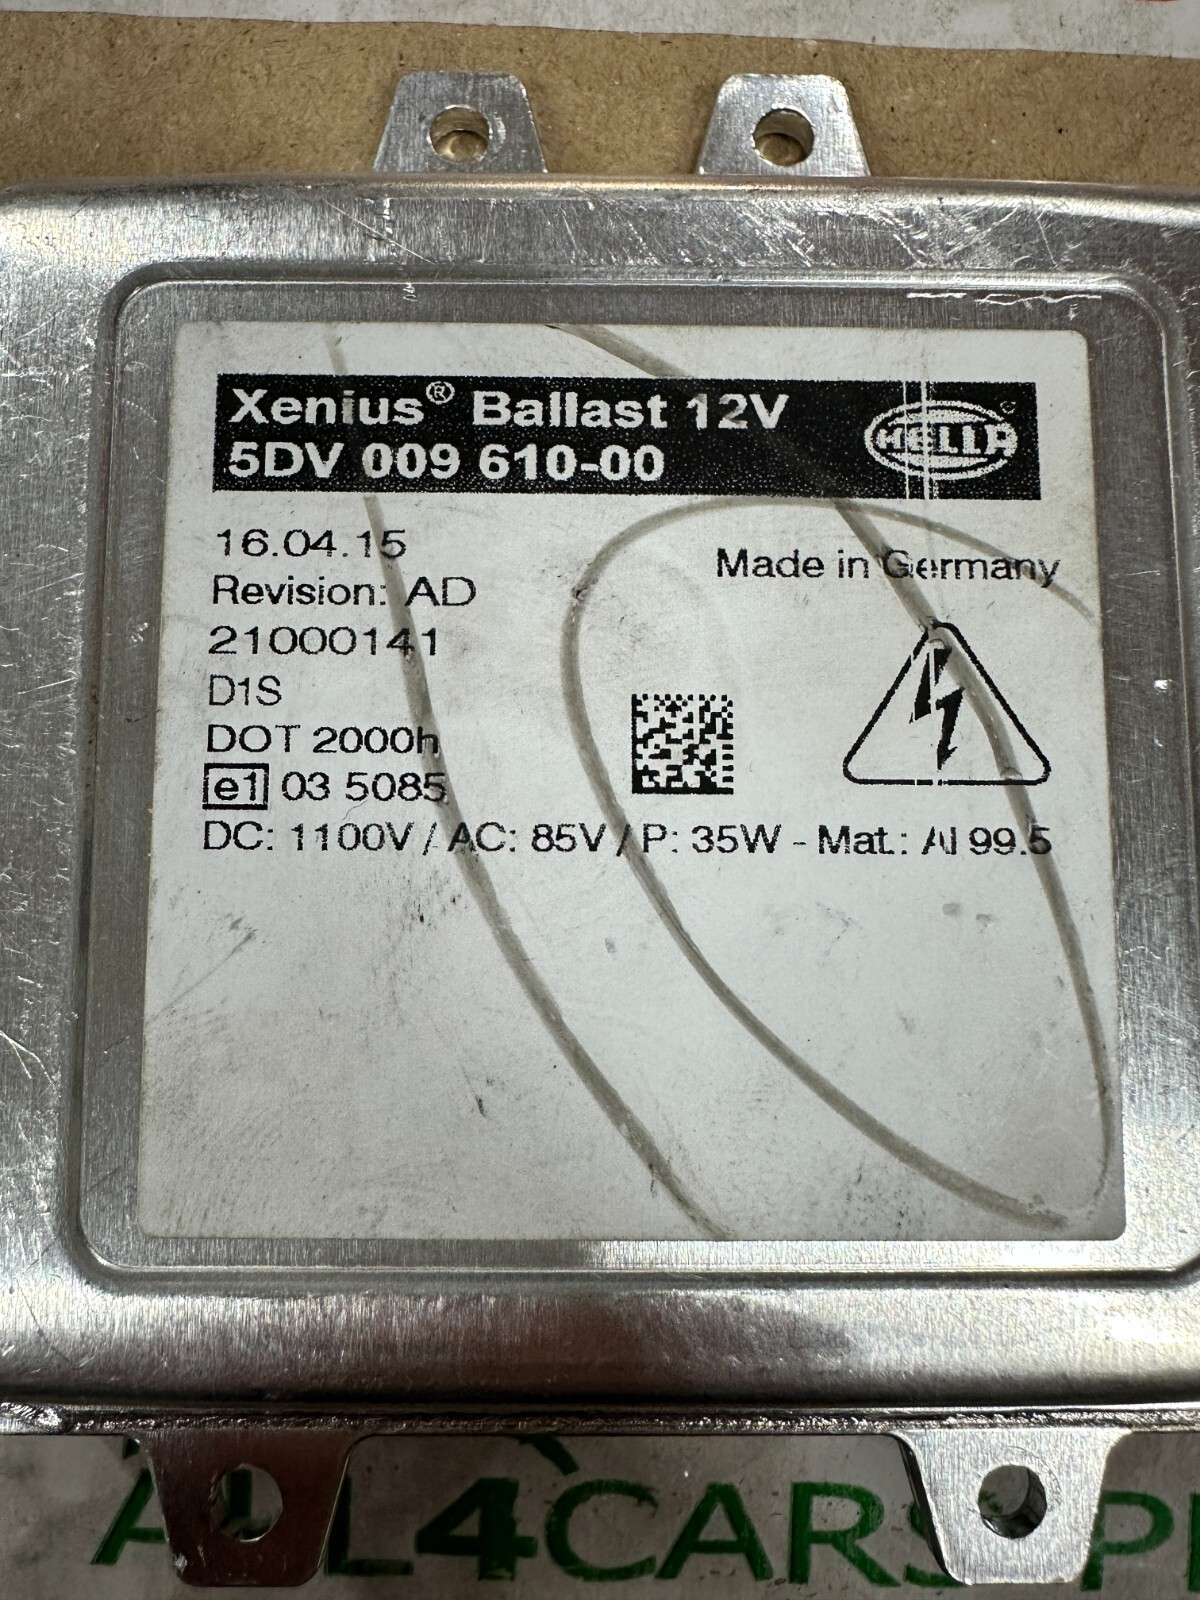 Xenius® Ballast 12V
5DV 009 610-00
HELLA
16.04.15
Made in Germany
Revision: AD
21000141
D1S
DOT 2000h
e1 03 5085
DC: 1100V / AC: 85V / P: 35W - Mat.: Al 99.5
ALL4CARS